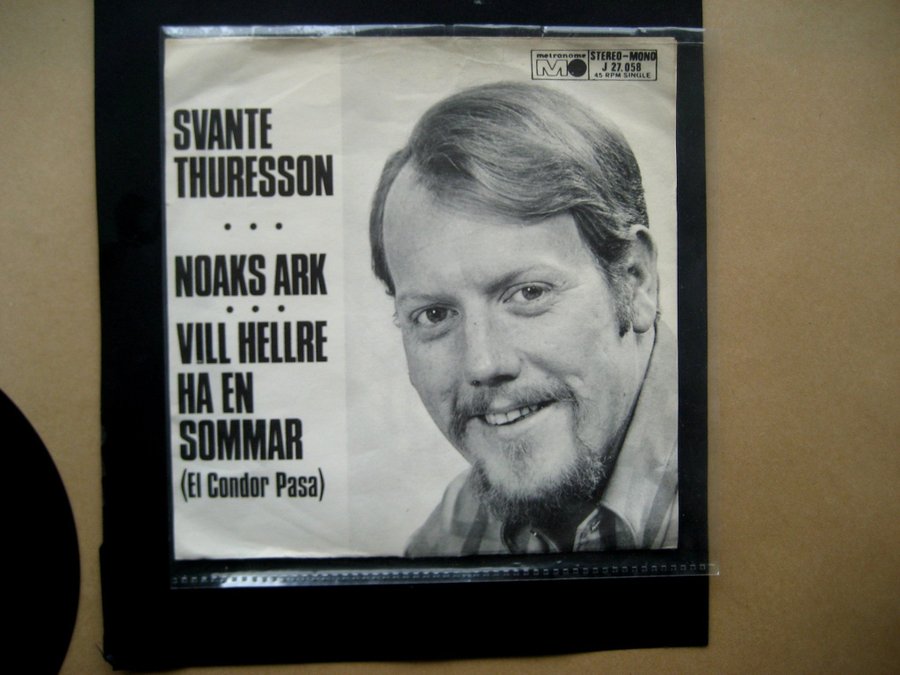 metronome
STEREO-MONO
J 27.058
45 RPM SINGLE
SVANTE
THURESSON
• • •
NOAKS ARK
• • •
VILL HELLRE
HA EN
SOMMAR
(El Condor Pasa)